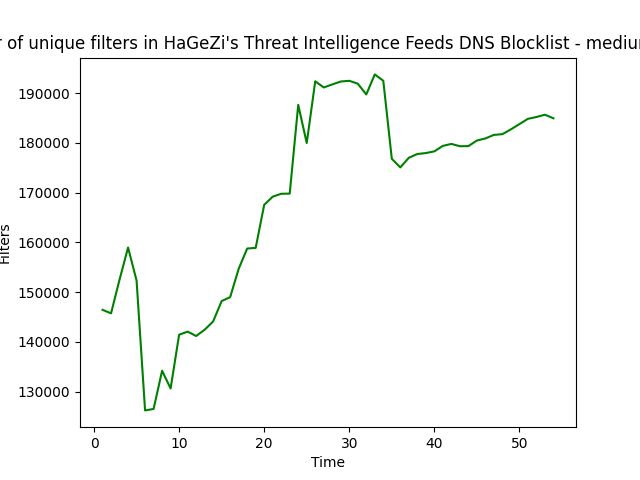 of unique filters in HaGeZi's Threat Intelligence Feeds DNS Blocklist -
190000
180000
170000
160000
150000
140000
130000
Filters
0 10 20 30 40 50
Time